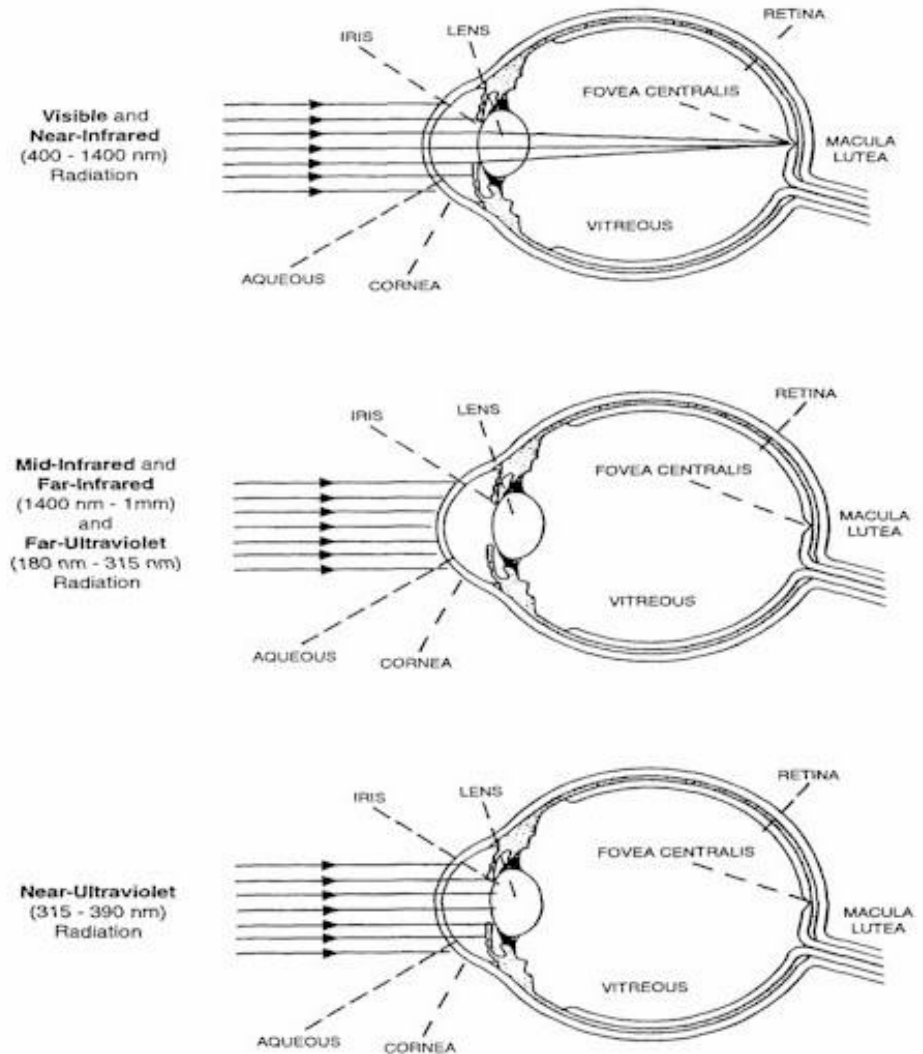 RETINA
LENS
IRIS
FOVEA CENTRALIS
Visible and
Near-Infrared
(400 - 1400 nm)
Radiation
MACULA
LUTEA
VITREOUS
AQUEOUS
CORNEA
RETINA
LENS
IRIS
FOVEA CENTRALIS
Mid-Infrared and
Far-Infrared
(1400 nm - 1mm)
and
Far-Ultraviolet
(180 nm - 315 nm)
Radiation
MACULA
LUTEA
VITREOUS
AQUEOUS
CORNEA
RETINA
LENS
IRIS
FOVEA CENTRALIS
Near-Ultraviolet
(315 - 390 nm)
Radiation
MACULA
LUTEA
VITREOUS
AQUEOUS
CORNEA